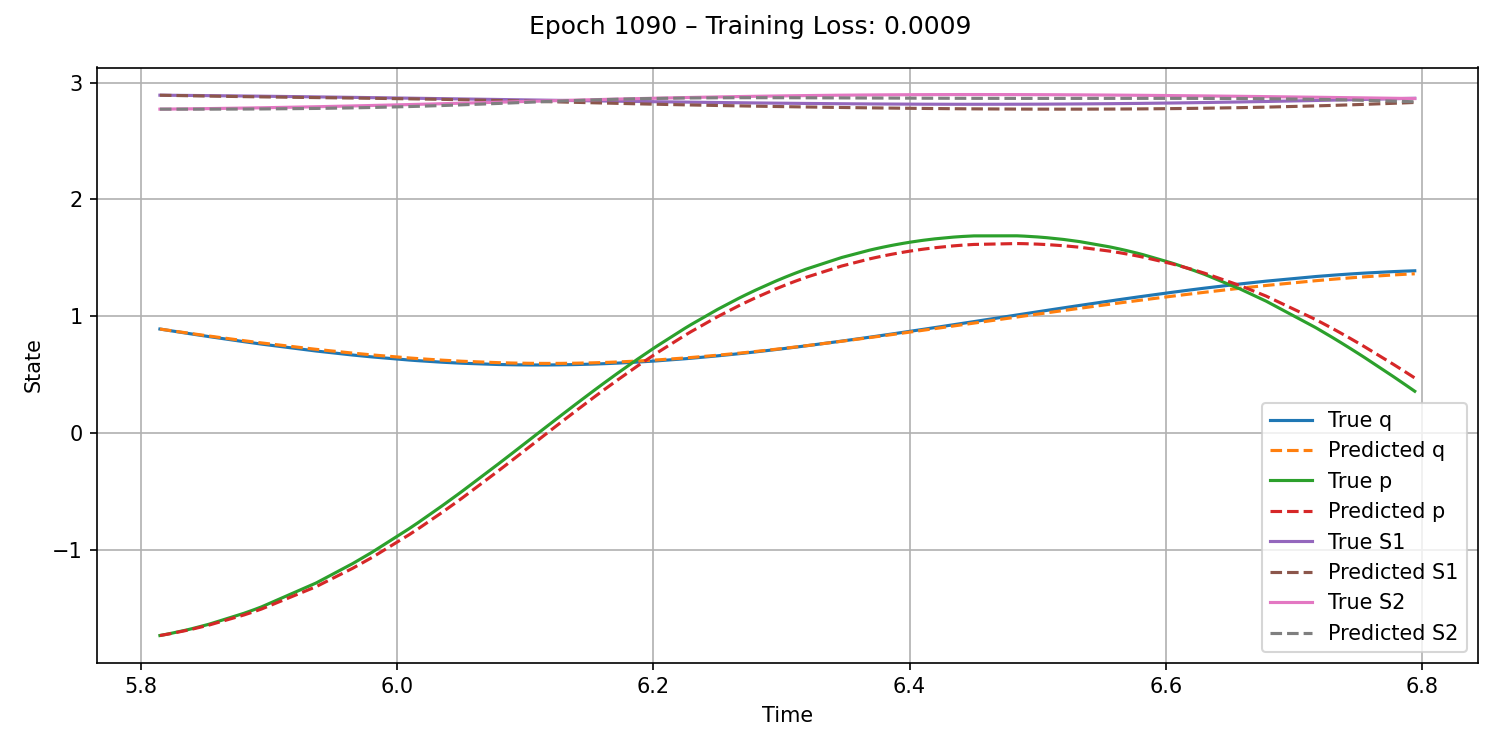 Epoch 1090 – Training Loss: 0.0009
3
2
1
0
−1
State
5.8
6.0
6.2
6.4
6.6
6.8
Time
True q
Predicted q
True p
Predicted p
True S1
Predicted S1
True S2
Predicted S2